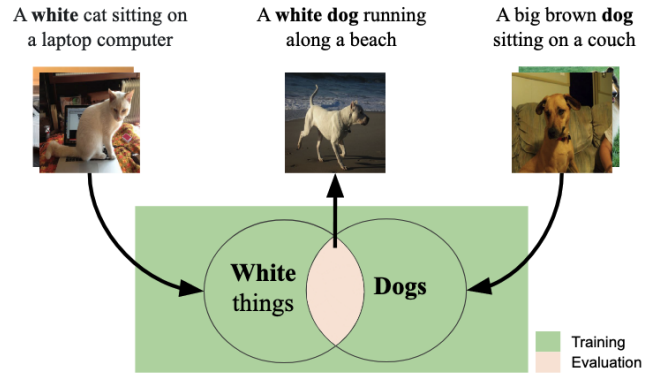 A white cat sitting on
a laptop computer
A white dog running
along a beach
A big brown dog
sitting on a couch
White
things
Dogs
Training
Evaluation